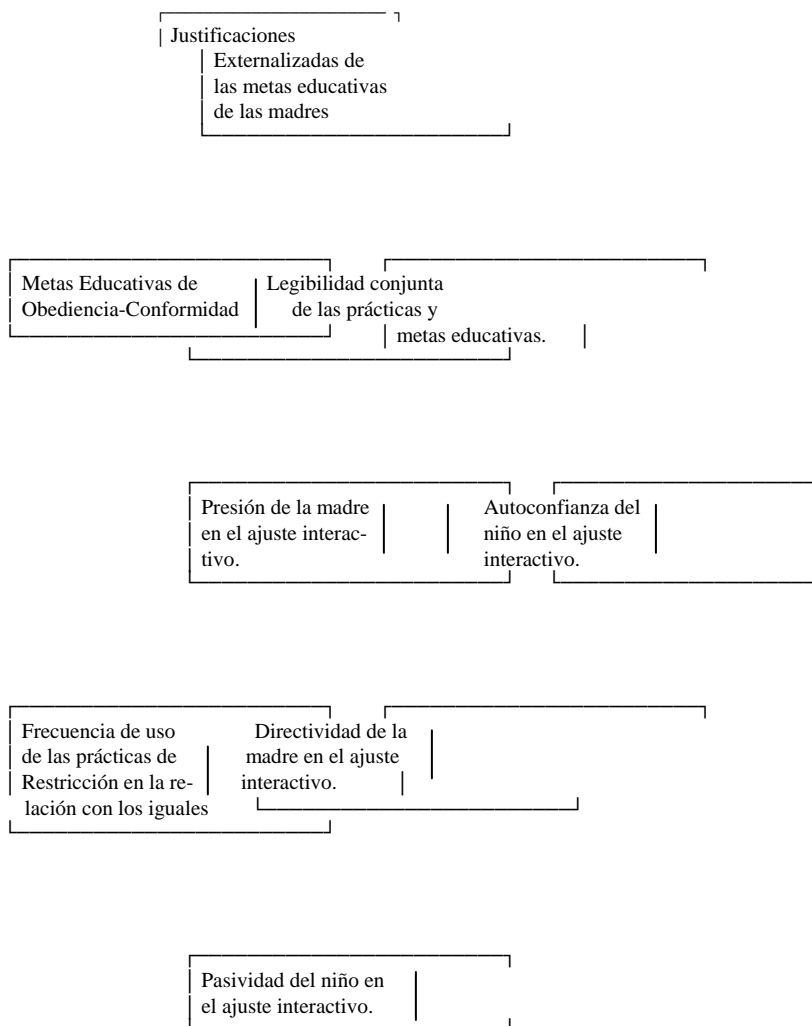 Justificaciones
Externalizadas de
las metas educativas
de las madres
Metas Educativas de
Obediencia-Conformidad
Legibilidad conjunta
de las prácticas y
metas educativas.
Presión de la madre
en el ajuste interac-
tivo.
Autoconfianza del
niño en el ajuste
interactivo.
Frecuencia de uso
de las prácticas de
Restricción en la re-
lación con los iguales
Directividad de la
madre en el ajuste
interactivo.
Pasividad del niño en
el ajuste interactivo.